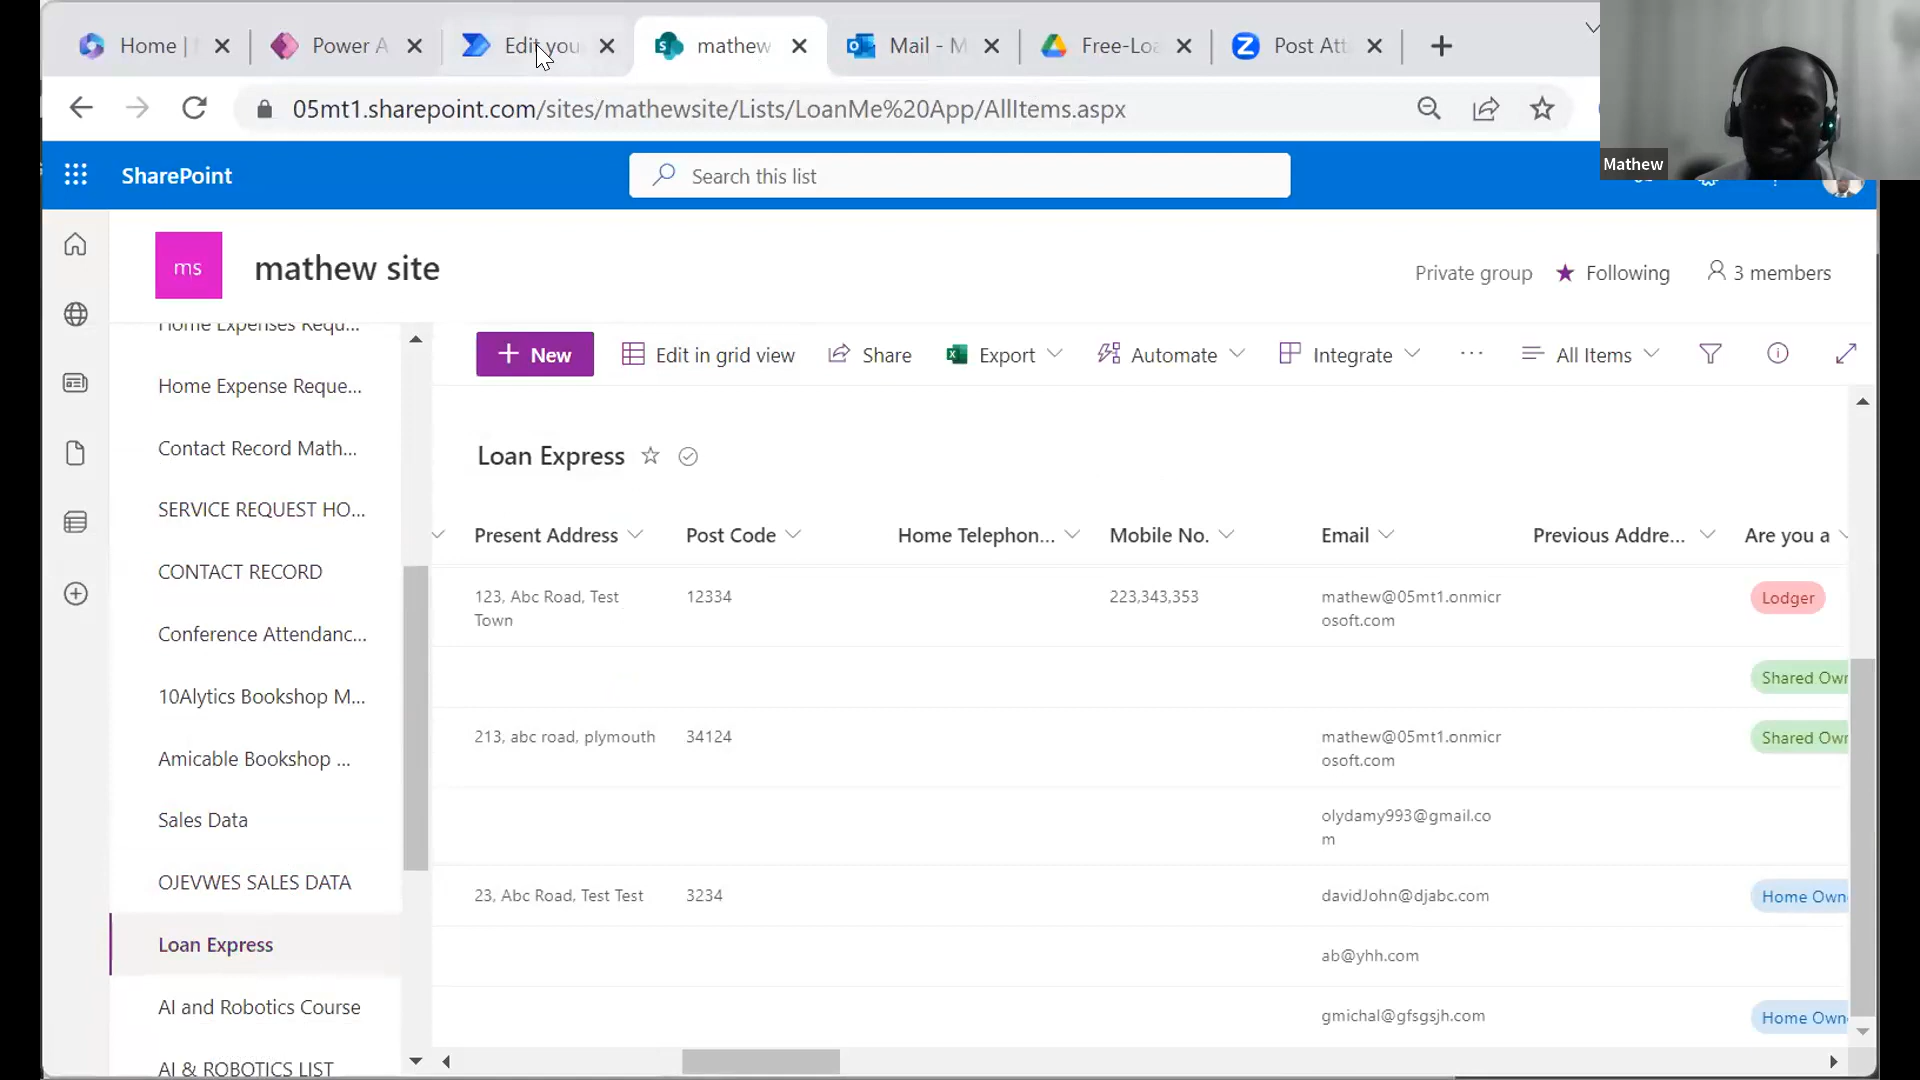 Home |
Power A
Edit you
mathew
Mail - M
Free-Loa
Post Att
05mt1.sharepoint.com/sites/mathewsite/Lists/LoanMe%20App/AllItems.aspx
Mathew
SharePoint
Search this list
ms
mathew site
Private group
Following
3 members
Home Expenses Requ...
Home Expense Reque...
Contact Record Math...
SERVICE REQUEST HO...
CONTACT RECORD
Conference Attendanc...
10Alytics Bookshop M...
Amicable Bookshop ...
Sales Data
OJEVWES SALES DATA
Loan Express
AI and Robotics Course
AI & ROBOTICS LIST
+ New
Edit in grid view
Share
Export
Automate
Integrate
...
All Items
Loan Express
Present Address
Post Code
Home Telephon...
Mobile No.
Email
Previous Addre...
Are you a
123, Abc Road, Test
Town
12334
223,343,353
mathew@05mt1.onmicr
osoft.com
Lodger
Shared Own
213, abc road, plymouth
34124
mathew@05mt1.onmicr
osoft.com
Shared Own
olydamy993@gmail.co
m
23, Abc Road, Test Test
3234
davidJohn@djabc.com
Home Own
ab@yhh.com
gmichal@gfsgsjh.com
Home Own